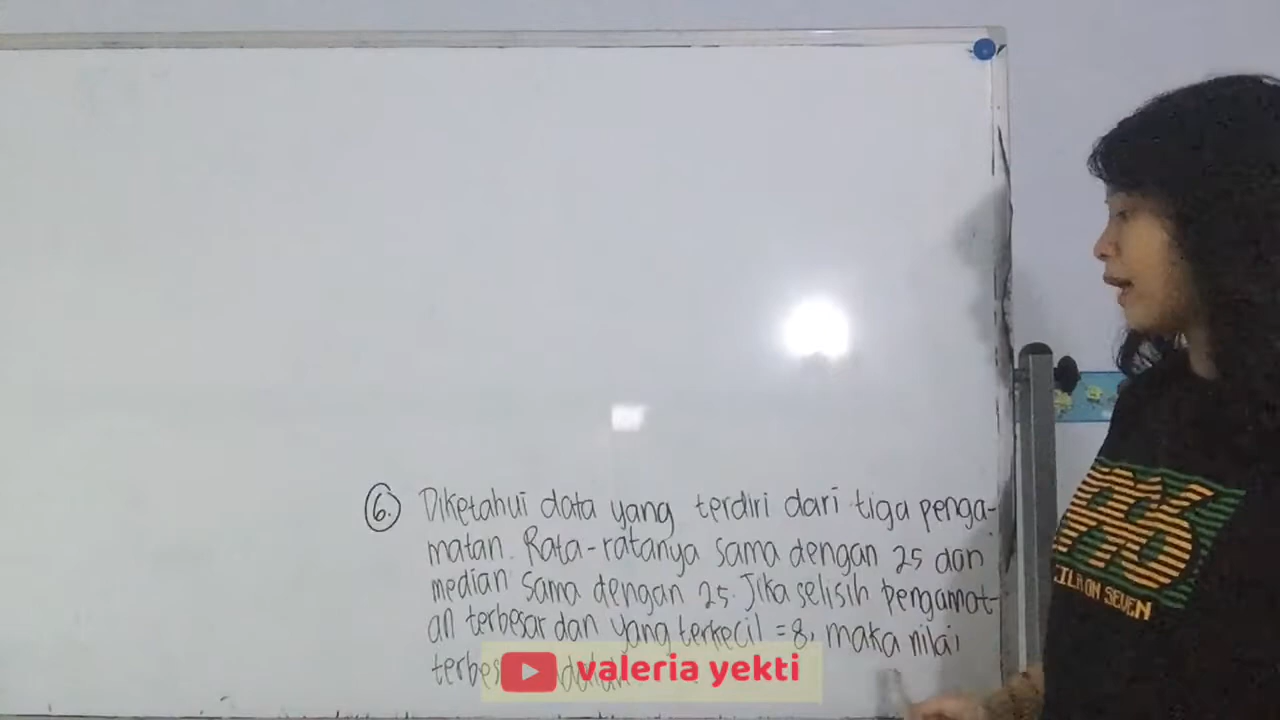 6. Diketahui data yang terdiri dari tiga penga-
matan. Rata-ratanya sama dengan 25 dan
median sama dengan 25. Jika selisih pengamat-
an terbesar dan yang terkecil = 8, maka nilai
valeria yekti
SEVEN